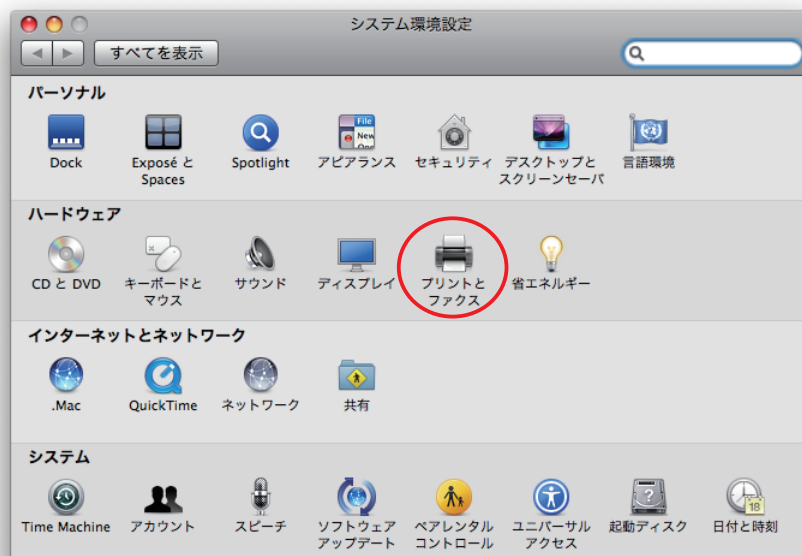 システム環境設定
すべてを表示
パーソナル
Dock
Exposé と
Spaces
Spotlight
File
New
アピアランス
セキュリティ
デスクトップと
スクリーンセーバ
言語環境
ハードウェア
CD と DVD
キーボードと
マウス
サウンド
ディスプレイ
プリントと
ファクス
省エネルギー
インターネットとネットワーク
.Mac
QuickTime
ネットワーク
共有
システム
Time Machine
アカウント
スピーチ
ソフトウェア
アップデート
ペアレンタル
コントロール
ユニバーサル
アクセス
?
起動ディスク
18
日付と時刻